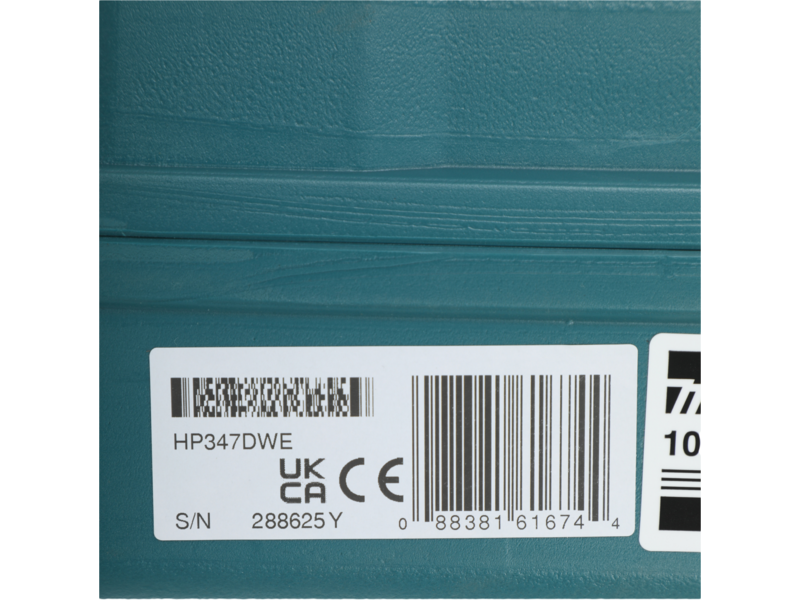 HP347DWE
UK
CA CE
S/N 288625Y
0 88381 61674 4
10